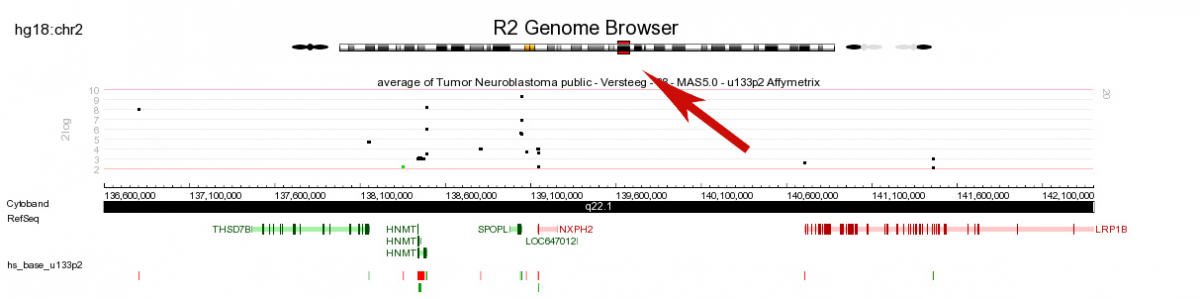 hg18:chr2
R2 Genome Browser
average of Tumor Neuroblastoma public - Versteeg - 88 - MAS5.0 - u133p2 Affymetrix
10
9
8
7
6
5
4
3
2
2log
20
136,600,000 137,100,000 137,600,000 138,100,000 138,600,000 139,100,000 139,600,000 140,100,000 140,600,000 141,100,000 141,600,000 142,100,000
Cytoband q22.1
RefSeq
THSD7B HNMT SPOPL NXPH2 LRP1B
HNMT LOC647012
HNMT
hs_base_u133p2